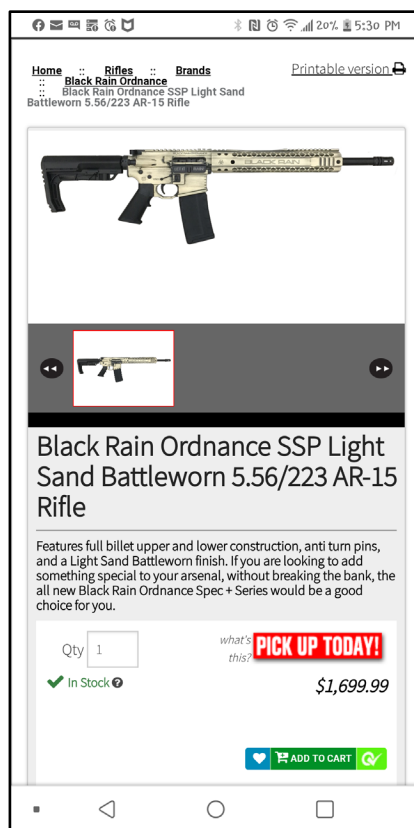 20% 5:30 PM
Home :: Rifles :: Brands
Printable version
:: Black Rain Ordnance
:: Black Rain Ordnance SSP Light Sand
Battleworn 5.56/223 AR-15 Rifle
BLACK RAIN
Black Rain Ordnance SSP Light
Sand Battleworn 5.56/223 AR-15
Rifle
Features full billet upper and lower construction, anti turn pins,
and a Light Sand Battleworn finish. If you are looking to add
something special to your arsenal, without breaking the bank, the
all new Black Rain Ordnance Spec + Series would be a good
choice for you.
Qty 1
what's
this?
PICK UP TODAY!
In Stock
$1,699.99
ADD TO CART